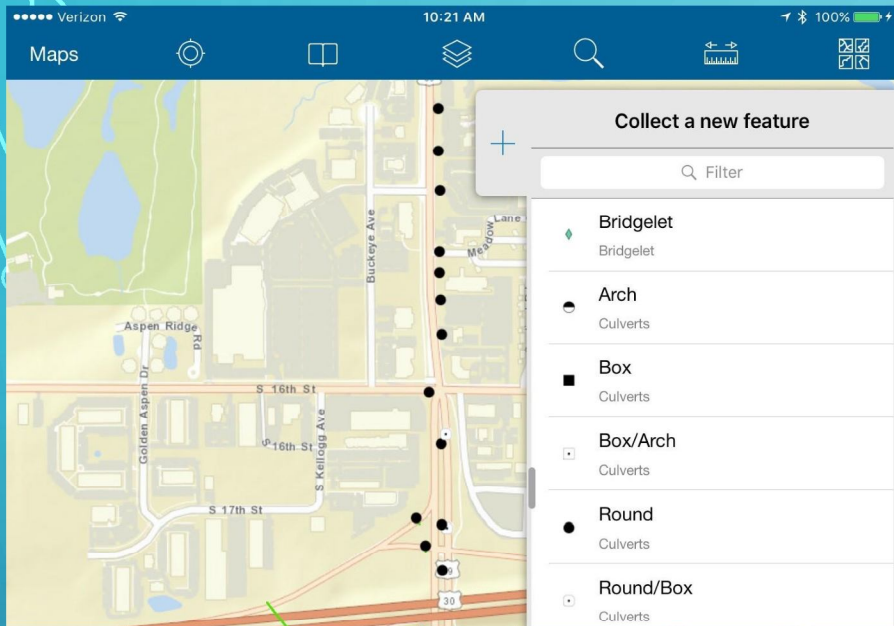 Verizon
10:21 AM
100%
Maps
Collect a new feature
Filter
Bridgelet
Bridgelet
Arch
Culverts
Box
Culverts
Box/Arch
Culverts
Round
Culverts
Round/Box
Culverts
Buckeye Ave
Meadow Lane
Aspen Ridge Rd
Golden Aspen Dr
S 16th St
S 16th St
S Kellogg Ave
S 17th St
30